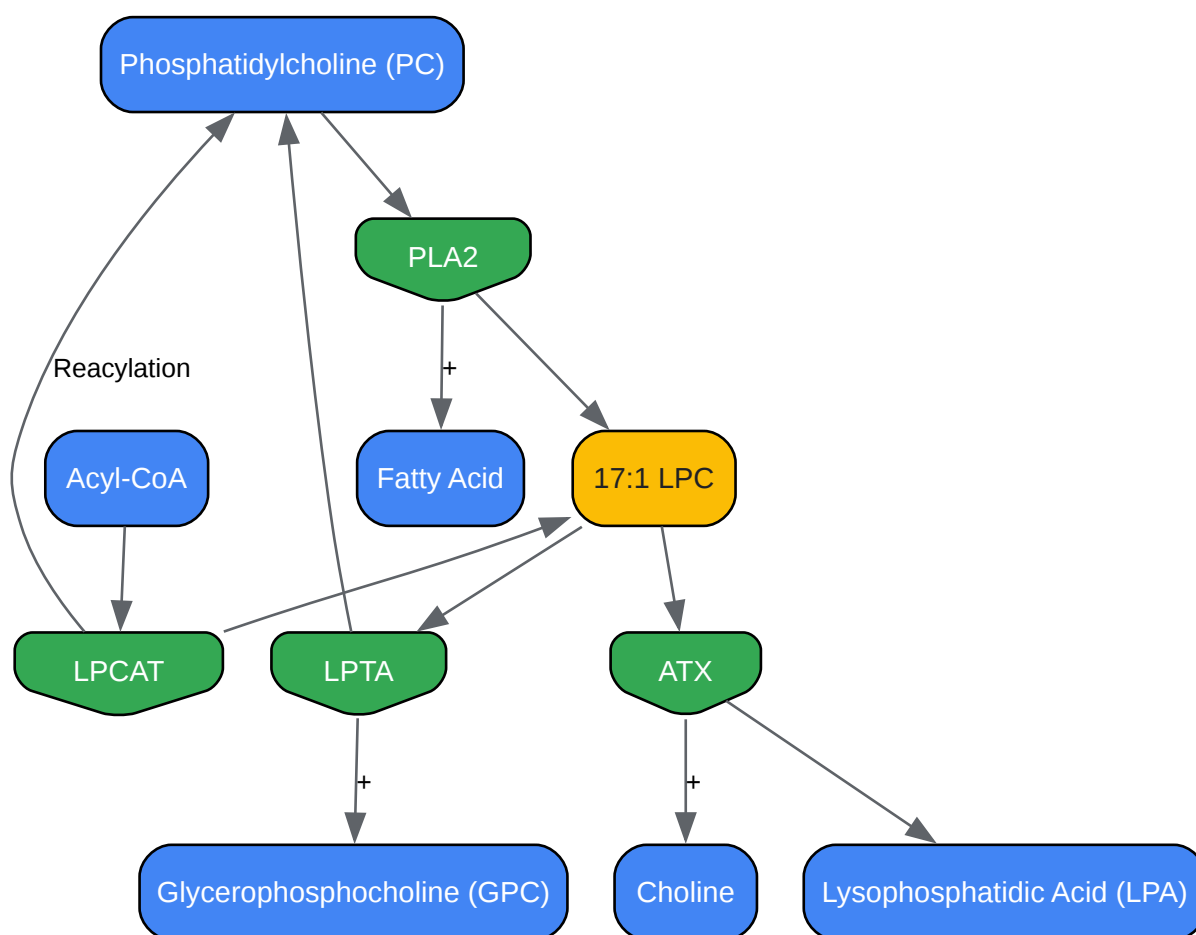 Phosphatidylcholine (PC)
PLA2
Reacylation
+
Acyl-CoA
Fatty Acid
17:1 LPC
LPCAT
LPTA
ATX
+
+
Glycerophosphocholine (GPC)
Choline
Lysophosphatidic Acid (LPA)